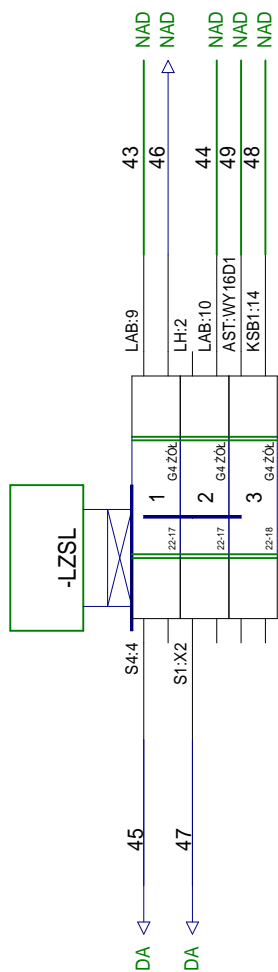 -LZSL
DA
45
S4:4
1
LAB:9
43
NAD
22-17
G4 ŻÓŁ
LH:2
46
NAD
DA
47
S1:X2
2
LAB:10
22-17
G4 ŻÓŁ
44
NAD
3
AST:WY16D1
49
NAD
22-18
G4 ŻÓŁ
KSB1:14
48
NAD